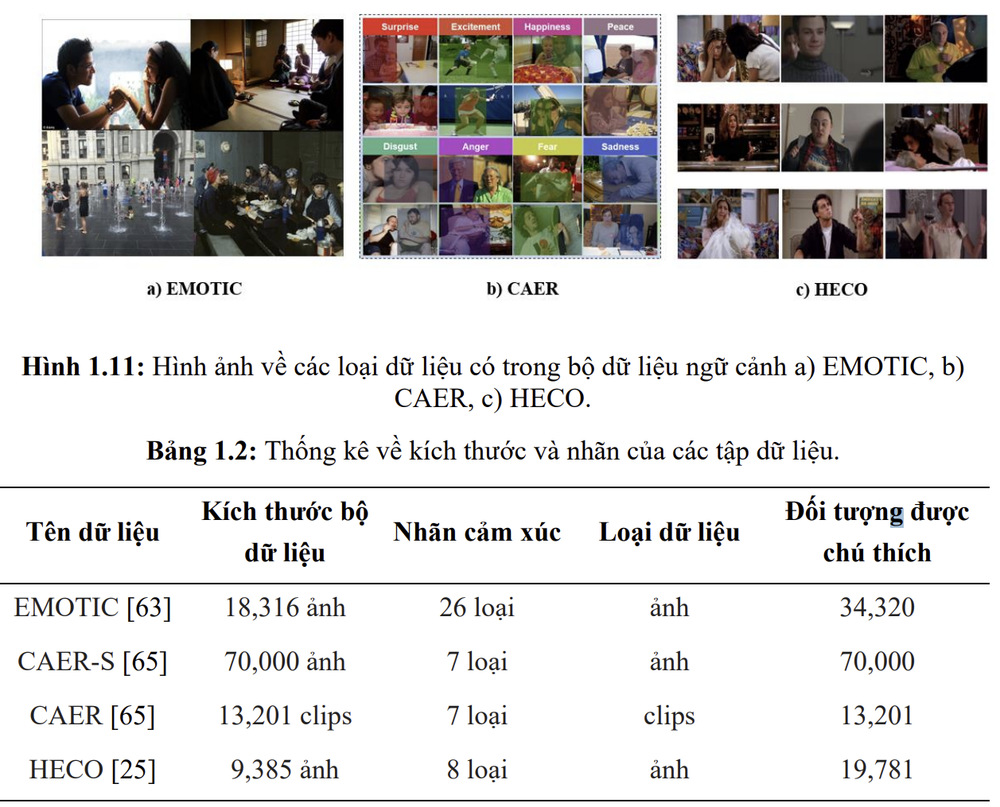 Surprise Excitement Happiness Peace
Disgust Anger Fear Sadness
a) EMOTIC b) CAER c) HECO
Hình 1.11: Hình ảnh về các loại dữ liệu có trong bộ dữ liệu ngữ cảnh a) EMOTIC, b)
CAER, c) HECO.
Bảng 1.2: Thống kê về kích thước và nhãn của các tập dữ liệu.
Tên dữ liệu Kích thước bộ dữ liệu Nhãn cảm xúc Loại dữ liệu Đối tượng được chú thích
EMOTIC [63] 18,316 ảnh 26 loại ảnh 34,320
CAER-S [65] 70,000 ảnh 7 loại ảnh 70,000
CAER [65] 13,201 clips 7 loại clips 13,201
HECO [25] 9,385 ảnh 8 loại ảnh 19,781